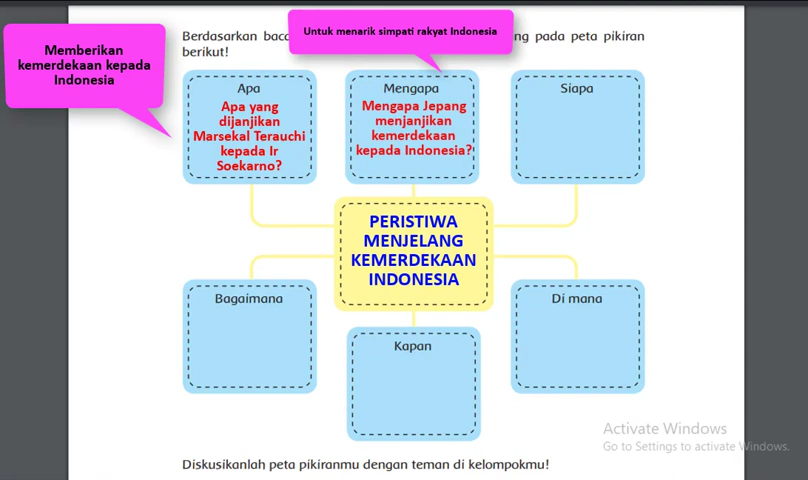 Berdasarkan
ng pada peta pikiran
berikut!
Memberikan
kemerdekaan kepada
Indonesia
Untuk menarik simpati rakyat Indonesia
Apa
Apa yang
dijanjikan
Marsekal Terauchi
kepada Ir
Soekarno?
Mengapa
Mengapa Jepang
menjanjikan
kemerdekaan
kepada Indonesia?
Siapa
PERISTIWA
MENJELANG
KEMERDEKAAN
INDONESIA
Bagaimana
Kapan
Di mana
Diskusikanlah peta pikiranmu dengan teman di kelompokmu!
Activate Windows
Go to Settings to activate Windows.